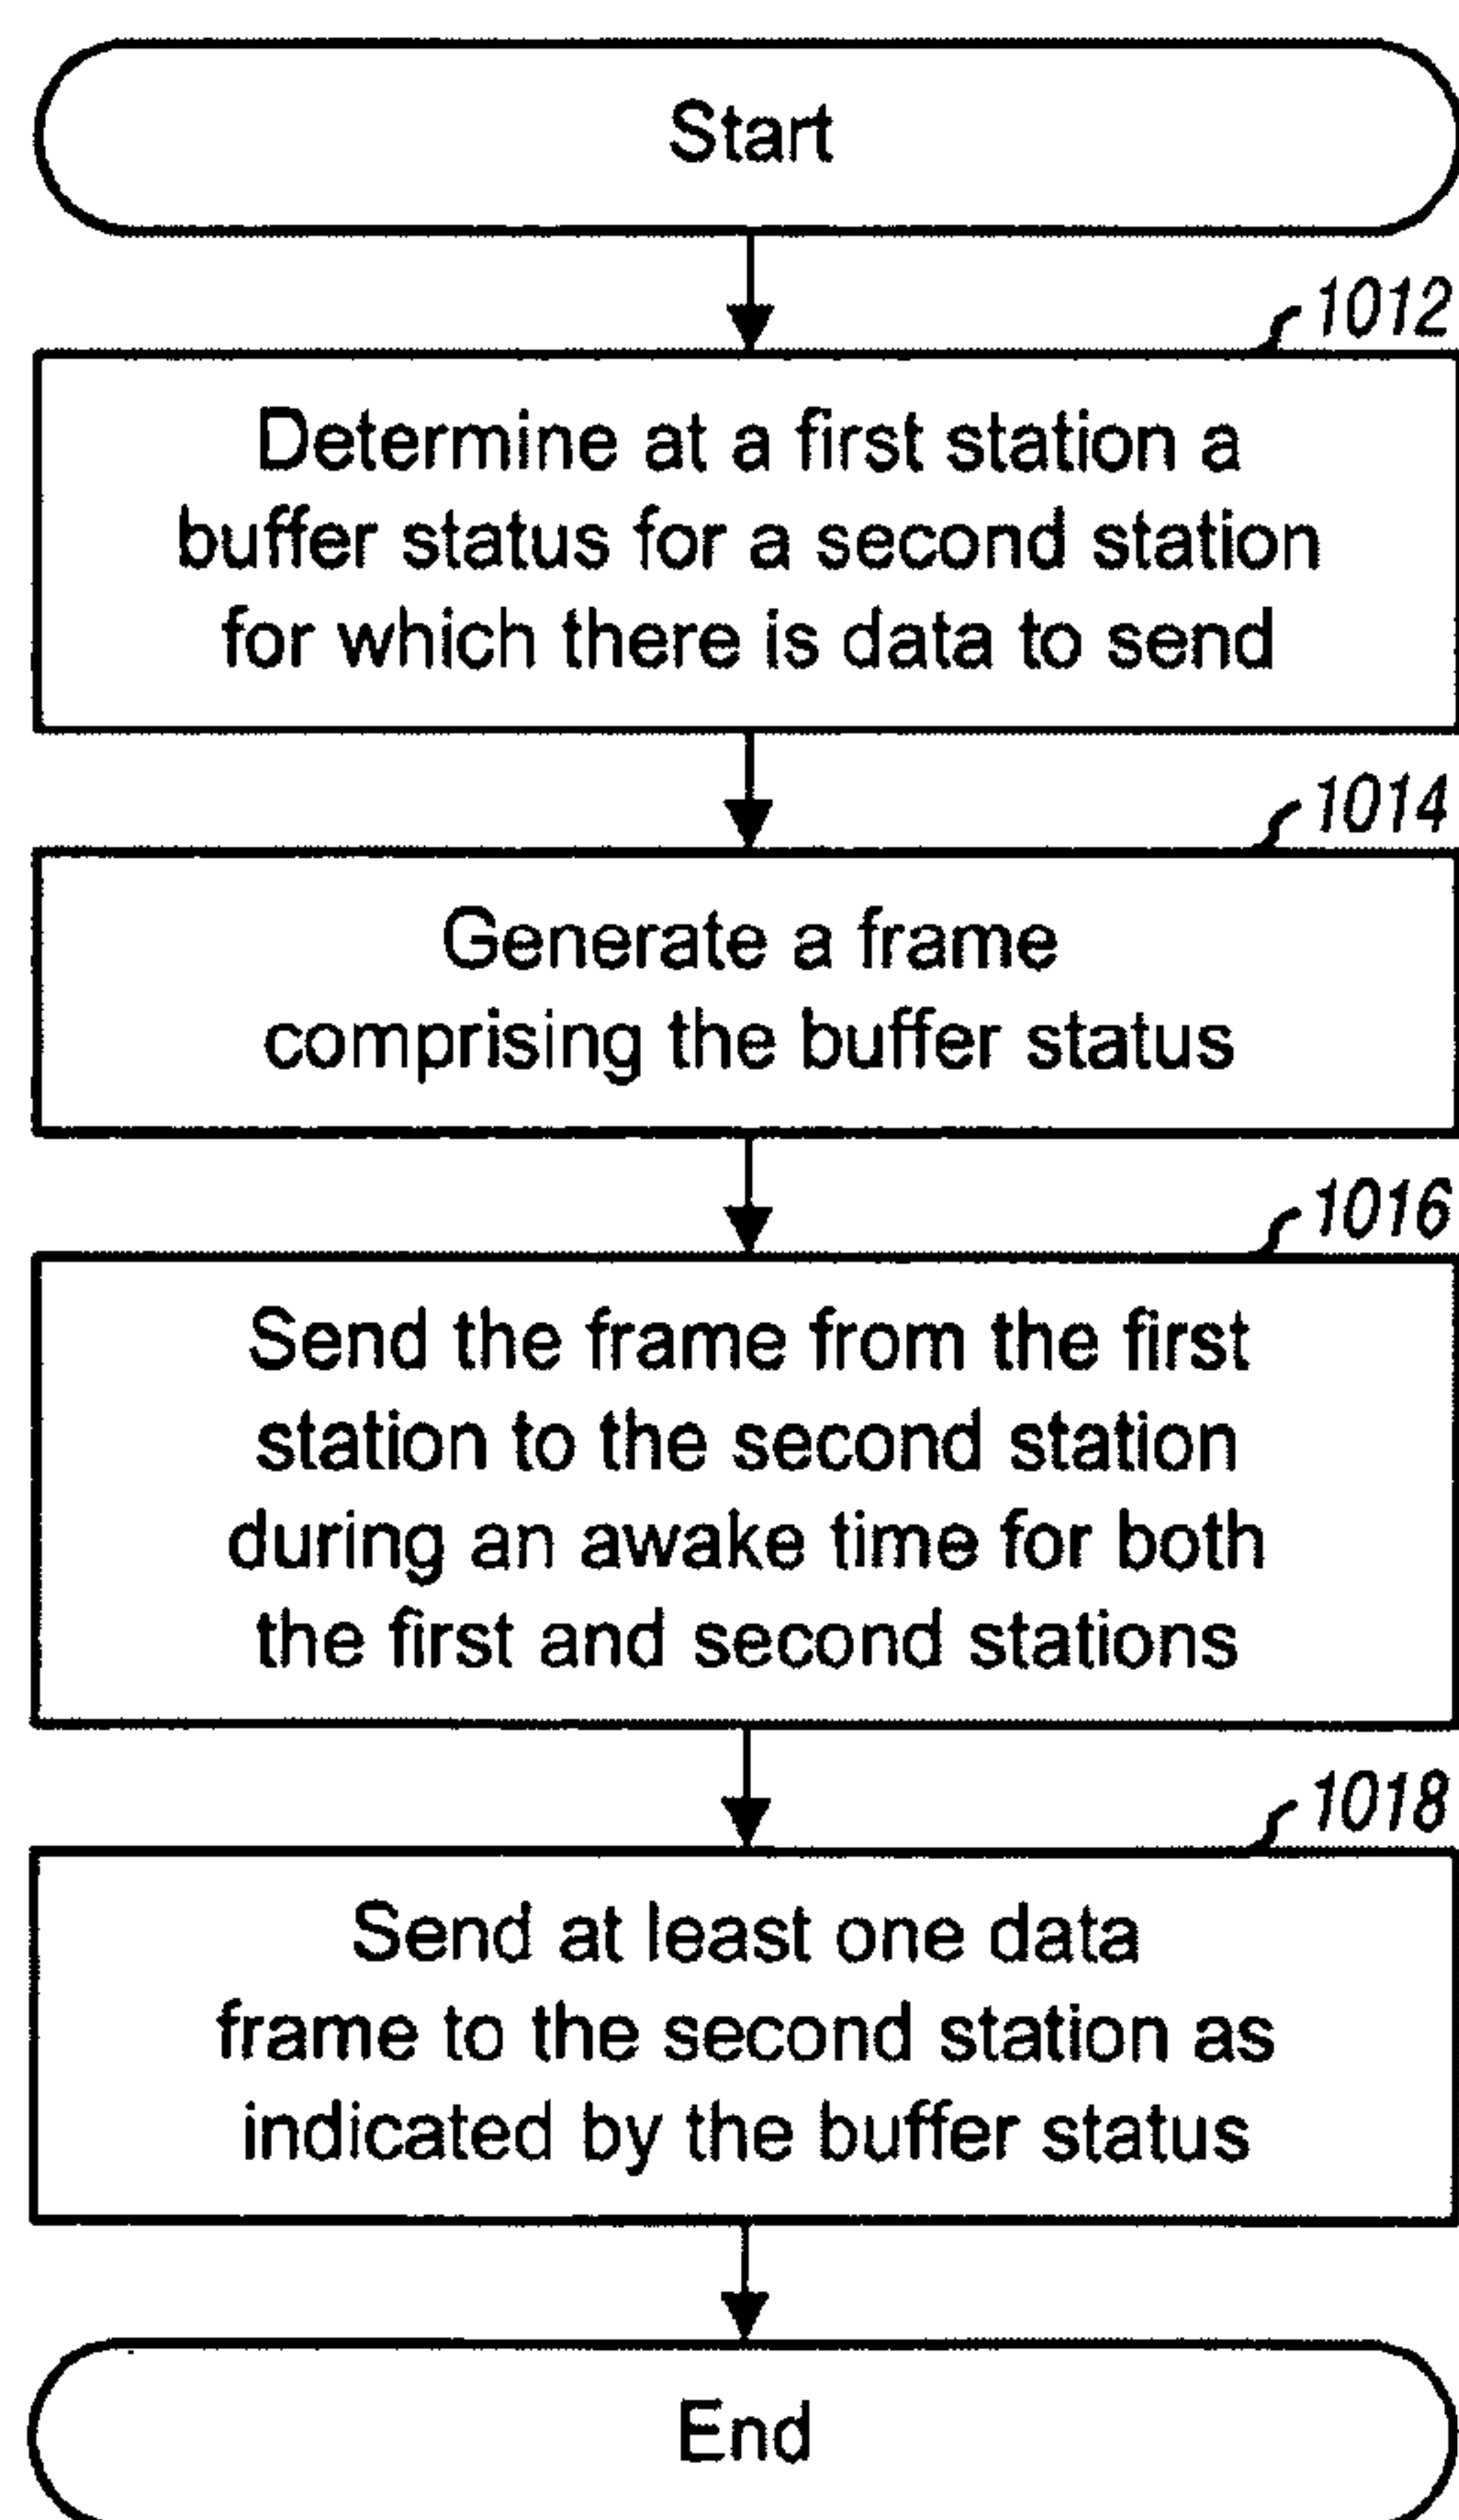 Start
1012
Determine at a first station a
buffer status for a second station
for which there is data to send
1014
Generate a frame
comprising the buffer status
1016
Send the frame from the first
station to the second station
during an awake time for both
the first and second stations
1018
Send at least one data
frame to the second station as
indicated by the buffer status
End